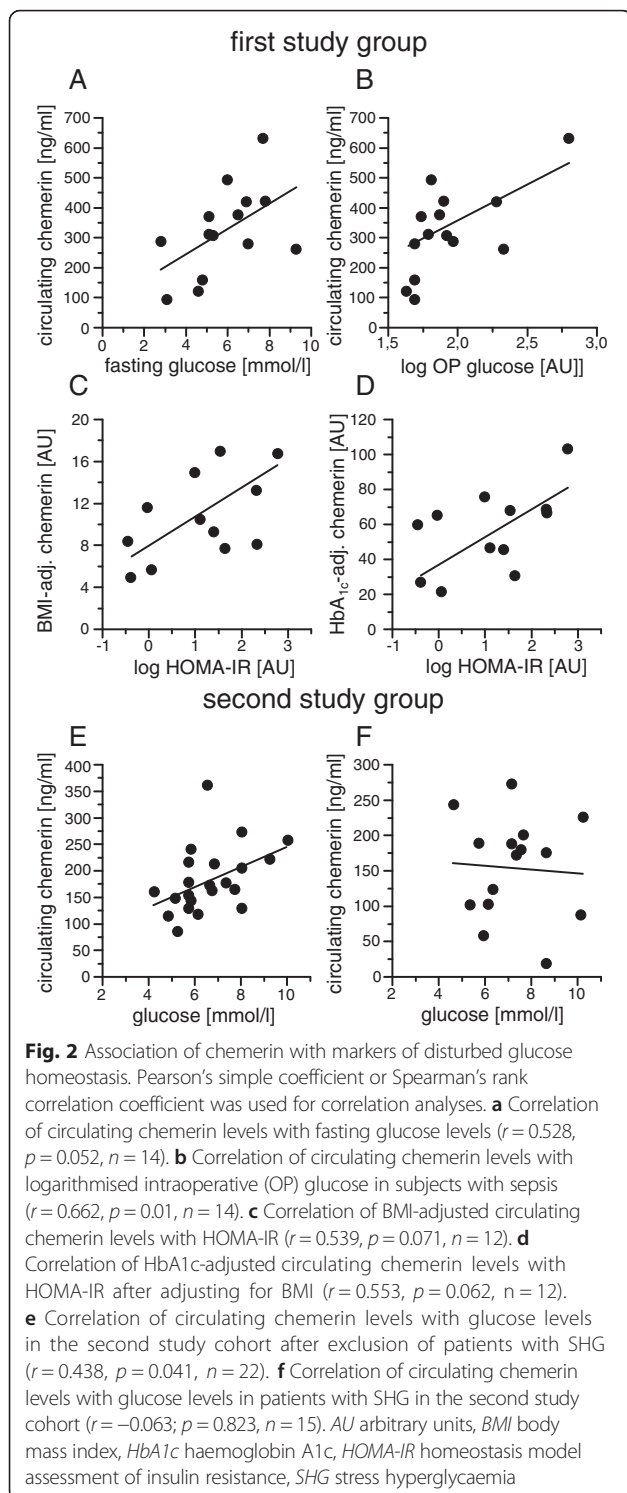 first study group
A
B
circulating chemerin [ng/ml]
700
600
500
400
300
200
100
0
0 2 4 6 8 10
fasting glucose [mmol/l]
circulating chemerin [ng/ml]
700
600
500
400
300
200
100
0
1,5 2,0 2,5 3,0
log OP glucose [AU]]
C
D
BMI-adj. chemerin [AU]
20
16
12
8
4
0
-1 0 1 2 3
log HOMA-IR [AU]
HbA1c-adj. chemerin [AU]
120
100
80
60
40
20
0
-1 0 1 2 3
log HOMA-IR [AU]
second study group
E
F
circulating chemerin [ng/ml]
400
350
300
250
200
150
100
50
0
2 4 6 8 10
glucose [mmol/l]
circulating chemerin [ng/ml]
300
250
200
150
100
50
0
2 4 6 8 10
glucose [mmol/l]
Fig. 2 Association of chemerin with markers of disturbed glucose
homeostasis. Pearson's simple coefficient or Spearman's rank
correlation coefficient was used for correlation analyses. a Correlation
of circulating chemerin levels with fasting glucose levels (r = 0.528,
p = 0.052, n = 14). b Correlation of circulating chemerin levels with
logarithmised intraoperative (OP) glucose in subjects with sepsis
(r = 0.662, p = 0.01, n = 14). c Correlation of BMI-adjusted circulating
chemerin levels with HOMA-IR (r = 0.539, p = 0.071, n = 12). d
Correlation of HbA1c-adjusted circulating chemerin levels with
HOMA-IR after adjusting for BMI (r = 0.553, p = 0.062, n = 12).
e Correlation of circulating chemerin levels with glucose levels
in the second study cohort after exclusion of patients with SHG
(r = 0.438, p = 0.041, n = 22). f Correlation of circulating chemerin
levels with glucose levels in patients with SHG in the second study
cohort (r = −0.063; p = 0.823, n = 15). AU arbitrary units, BMI body
mass index, HbA1c haemoglobin A1c, HOMA-IR homeostasis model
assessment of insulin resistance, SHG stress hyperglycaemia